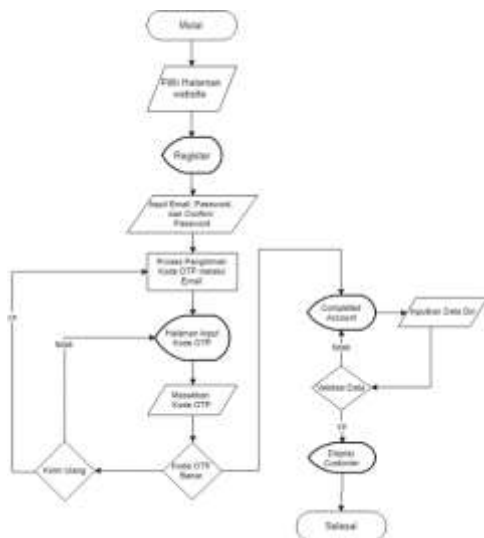 Mulai
Pilih Halaman
website
Register
Input Email, Password,
dan Confirm
Password
Proses Pengiriman
Kode OTP melalui
Email
Halaman Input
Kode OTP
Masukkan
Kode OTP
Kode OTP
Benar
Kirim Ulang
tidak
ya
Completed
Account
Inputkan Data Diri
tidak
Validasi Data
ya
Display
Customer
Selesai